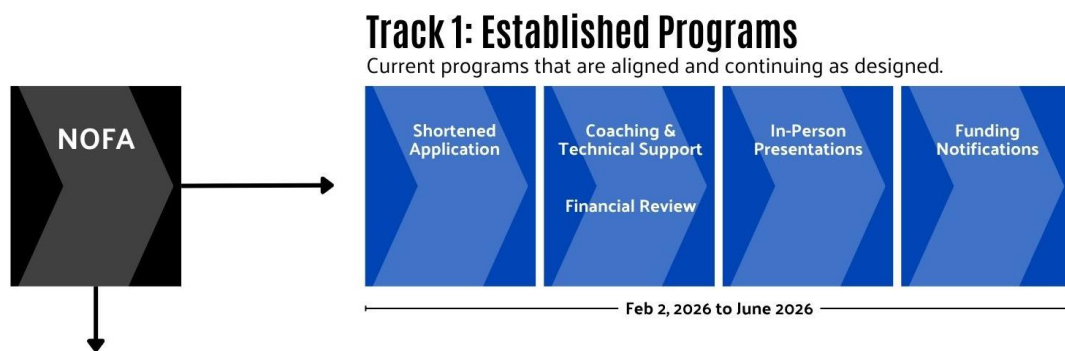 Track 1: Established Programs
Current programs that are aligned and continuing as designed.
NOFA
Shortened
Application
Coaching &
Technical Support
Financial Review
In-Person
Presentations
Funding
Notifications
Feb 2, 2026 to June 2026